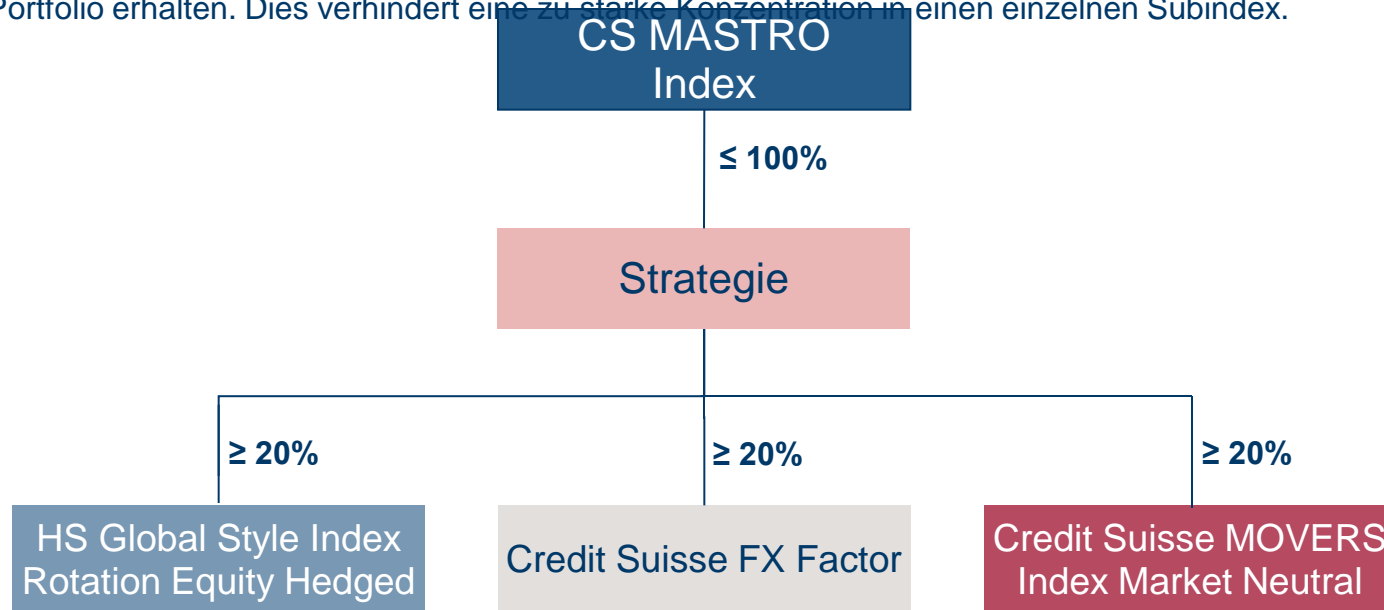 Portfolio erhalten. Dies verhindert eine zu starke Konzentration in einen einzelnen Subindex.
CS MASTRO
Index
≤ 100%
Strategie
≥ 20%
≥ 20%
≥ 20%
HS Global Style Index
Rotation Equity Hedged
Credit Suisse FX Factor
Credit Suisse MOVERS
Index Market Neutral